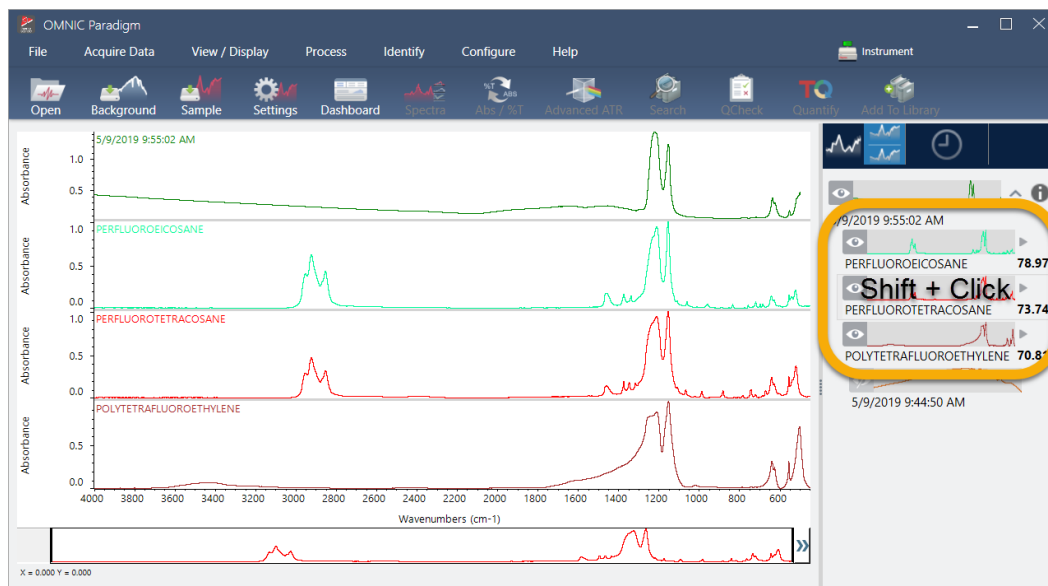 OMNIC Paradigm
File Acquire Data View / Display Process Identify Configure Help Instrument
Open Background Sample Settings Dashboard Spectra Abs / %T Advanced ATR Search QCheck Quantify Add To Library
%T ABS
TQ
5/9/2019 9:55:02 AM
Absorbance
1.0
0.5
PERFLUOROEICOSANE
Absorbance
1.0
0.5
0.0
PERFLUOROTETRACOSANE
Absorbance
1.0
0.5
0.0
POLYTETRAFLUOROETHYLENE
Absorbance
0.5
0.0
4000 3800 3600 3400 3200 3000 2800 2600 2400 2200 2000 1800 1600 1400 1200 1000 800 600
Wavenumbers (cm-1)
X = 0.000 Y = 0.000
/9/2019 9:55:02 AM
PERFLUOROEICOSANE 78.97
Shift + Click
PERFLUOROTETRACOSANE 73.74
POLYTETRAFLUOROETHYLENE 70.8
5/9/2019 9:44:50 AM